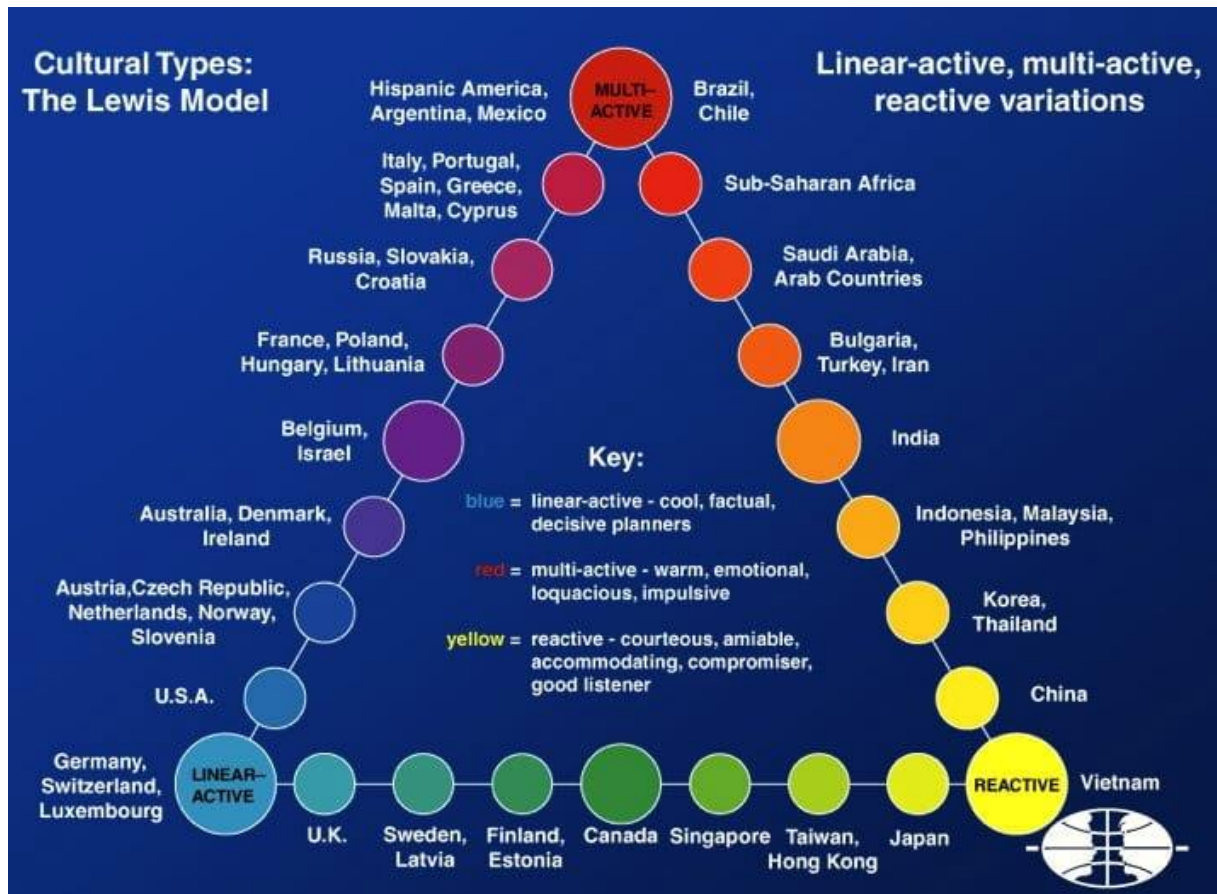 Cultural Types:
The Lewis Model
Linear-active, multi-active,
reactive variations
Hispanic America,
Argentina, Mexico
MULTI-
ACTIVE
Brazil,
Chile
Italy, Portugal,
Spain, Greece,
Malta, Cyprus
Sub-Saharan Africa
Russia, Slovakia,
Croatia
Saudi Arabia,
Arab Countries
France, Poland,
Hungary, Lithuania
Bulgaria,
Turkey, Iran
Belgium,
Israel
India
Key:
blue = linear-active - cool, factual,
decisive planners
red = multi-active - warm, emotional,
loquacious, impulsive
yellow = reactive - courteous, amiable,
accommodating, compromiser,
good listener
Australia, Denmark,
Ireland
Indonesia, Malaysia,
Philippines
Austria,Czech Republic,
Netherlands, Norway,
Slovenia
Korea,
Thailand
U.S.A.
China
Germany,
Switzerland,
Luxembourg
LINEAR-
ACTIVE
REACTIVE
Vietnam
U.K.
Sweden,
Latvia
Finland,
Estonia
Canada
Singapore
Taiwan,
Hong Kong
Japan